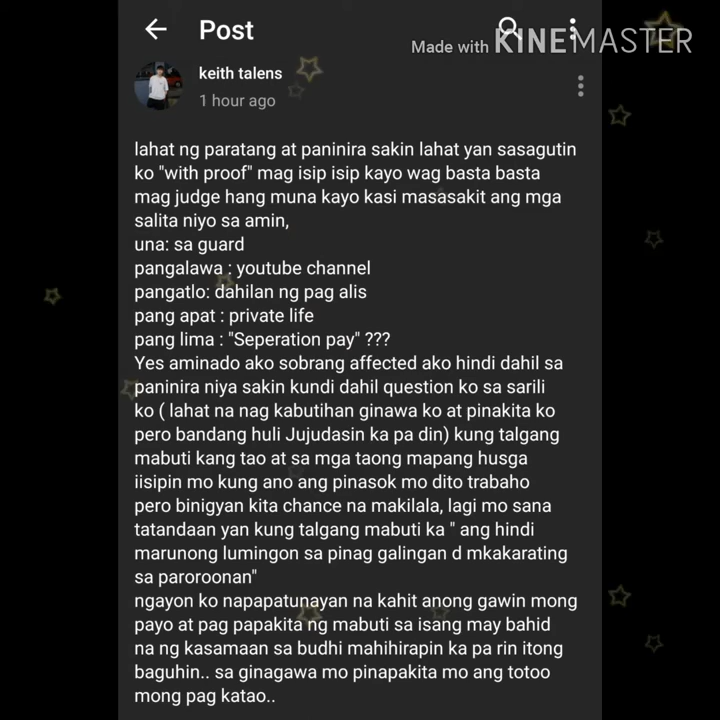 Post
Made with KINEMASTER
keith talens
1 hour ago
lahat ng paratang at paninira sakin lahat yan sasagutin
ko "with proof" mag isip isip kayo wag basta basta
mag judge hang muna kayo kasi masasakit ang mga
salita niyo sa amin,
una: sa guard
pangalawa : youtube channel
pangatlo: dahilan ng pag alis
pang apat : private life
pang lima : "Seperation pay" ???
Yes aminado ako sobrang affected ako hindi dahil sa
paninira niya sakin kundi dahil question ko sa sarili
ko ( lahat na nag kabutihan ginawa ko at pinakita ko
pero bandang huli Jujudasin ka pa din) kung talgang
mabuti kang tao at sa mga taong mapang husga
iisipin mo kung ano ang pinasok mo dito trabaho
pero binigyan kita chance na makilala, lagi mo sana
tatandaan yan kung talgang mabuti ka " ang hindi
marunong lumingon sa pinag galingan d mkakarating
sa paroroonan"
ngayon ko napapatunayan na kahit anong gawin mong
payo at pag papakita ng mabuti sa isang may bahid
na ng kasamaan sa budhi mahihirapin ka pa rin itong
baguhin.. sa ginagawa mo pinapakita mo ang totoo
mong pag katao..